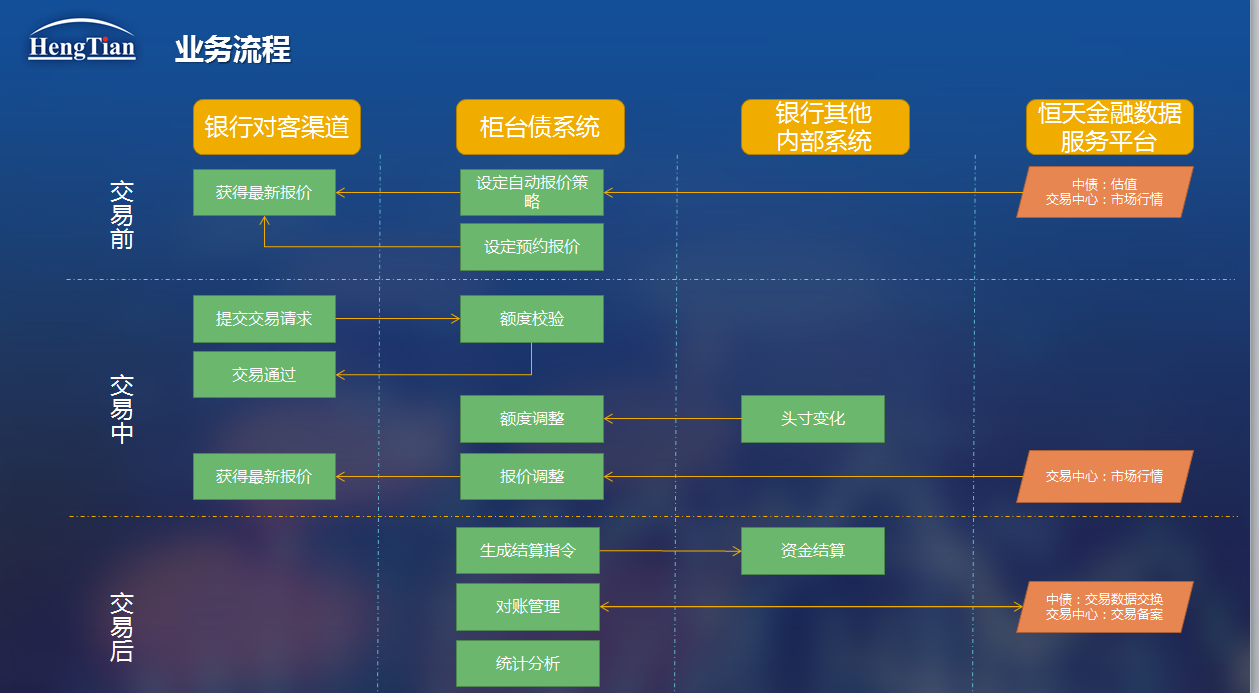 HengTian
业务流程
银行对客渠道
柜台债系统
银行其他
内部系统
恒天金融数据
服务平台
交易前
获得最新报价
设定自动报价策
略
中债：估值
交易中心：市场行情
设定预约报价
交易中
提交交易请求
额度校验
交易通过
额度调整
头寸变化
获得最新报价
报价调整
交易中心：市场行情
交易后
生成结算指令
资金结算
对账管理
中债：交易数据交换
交易中心：交易备案
统计分析